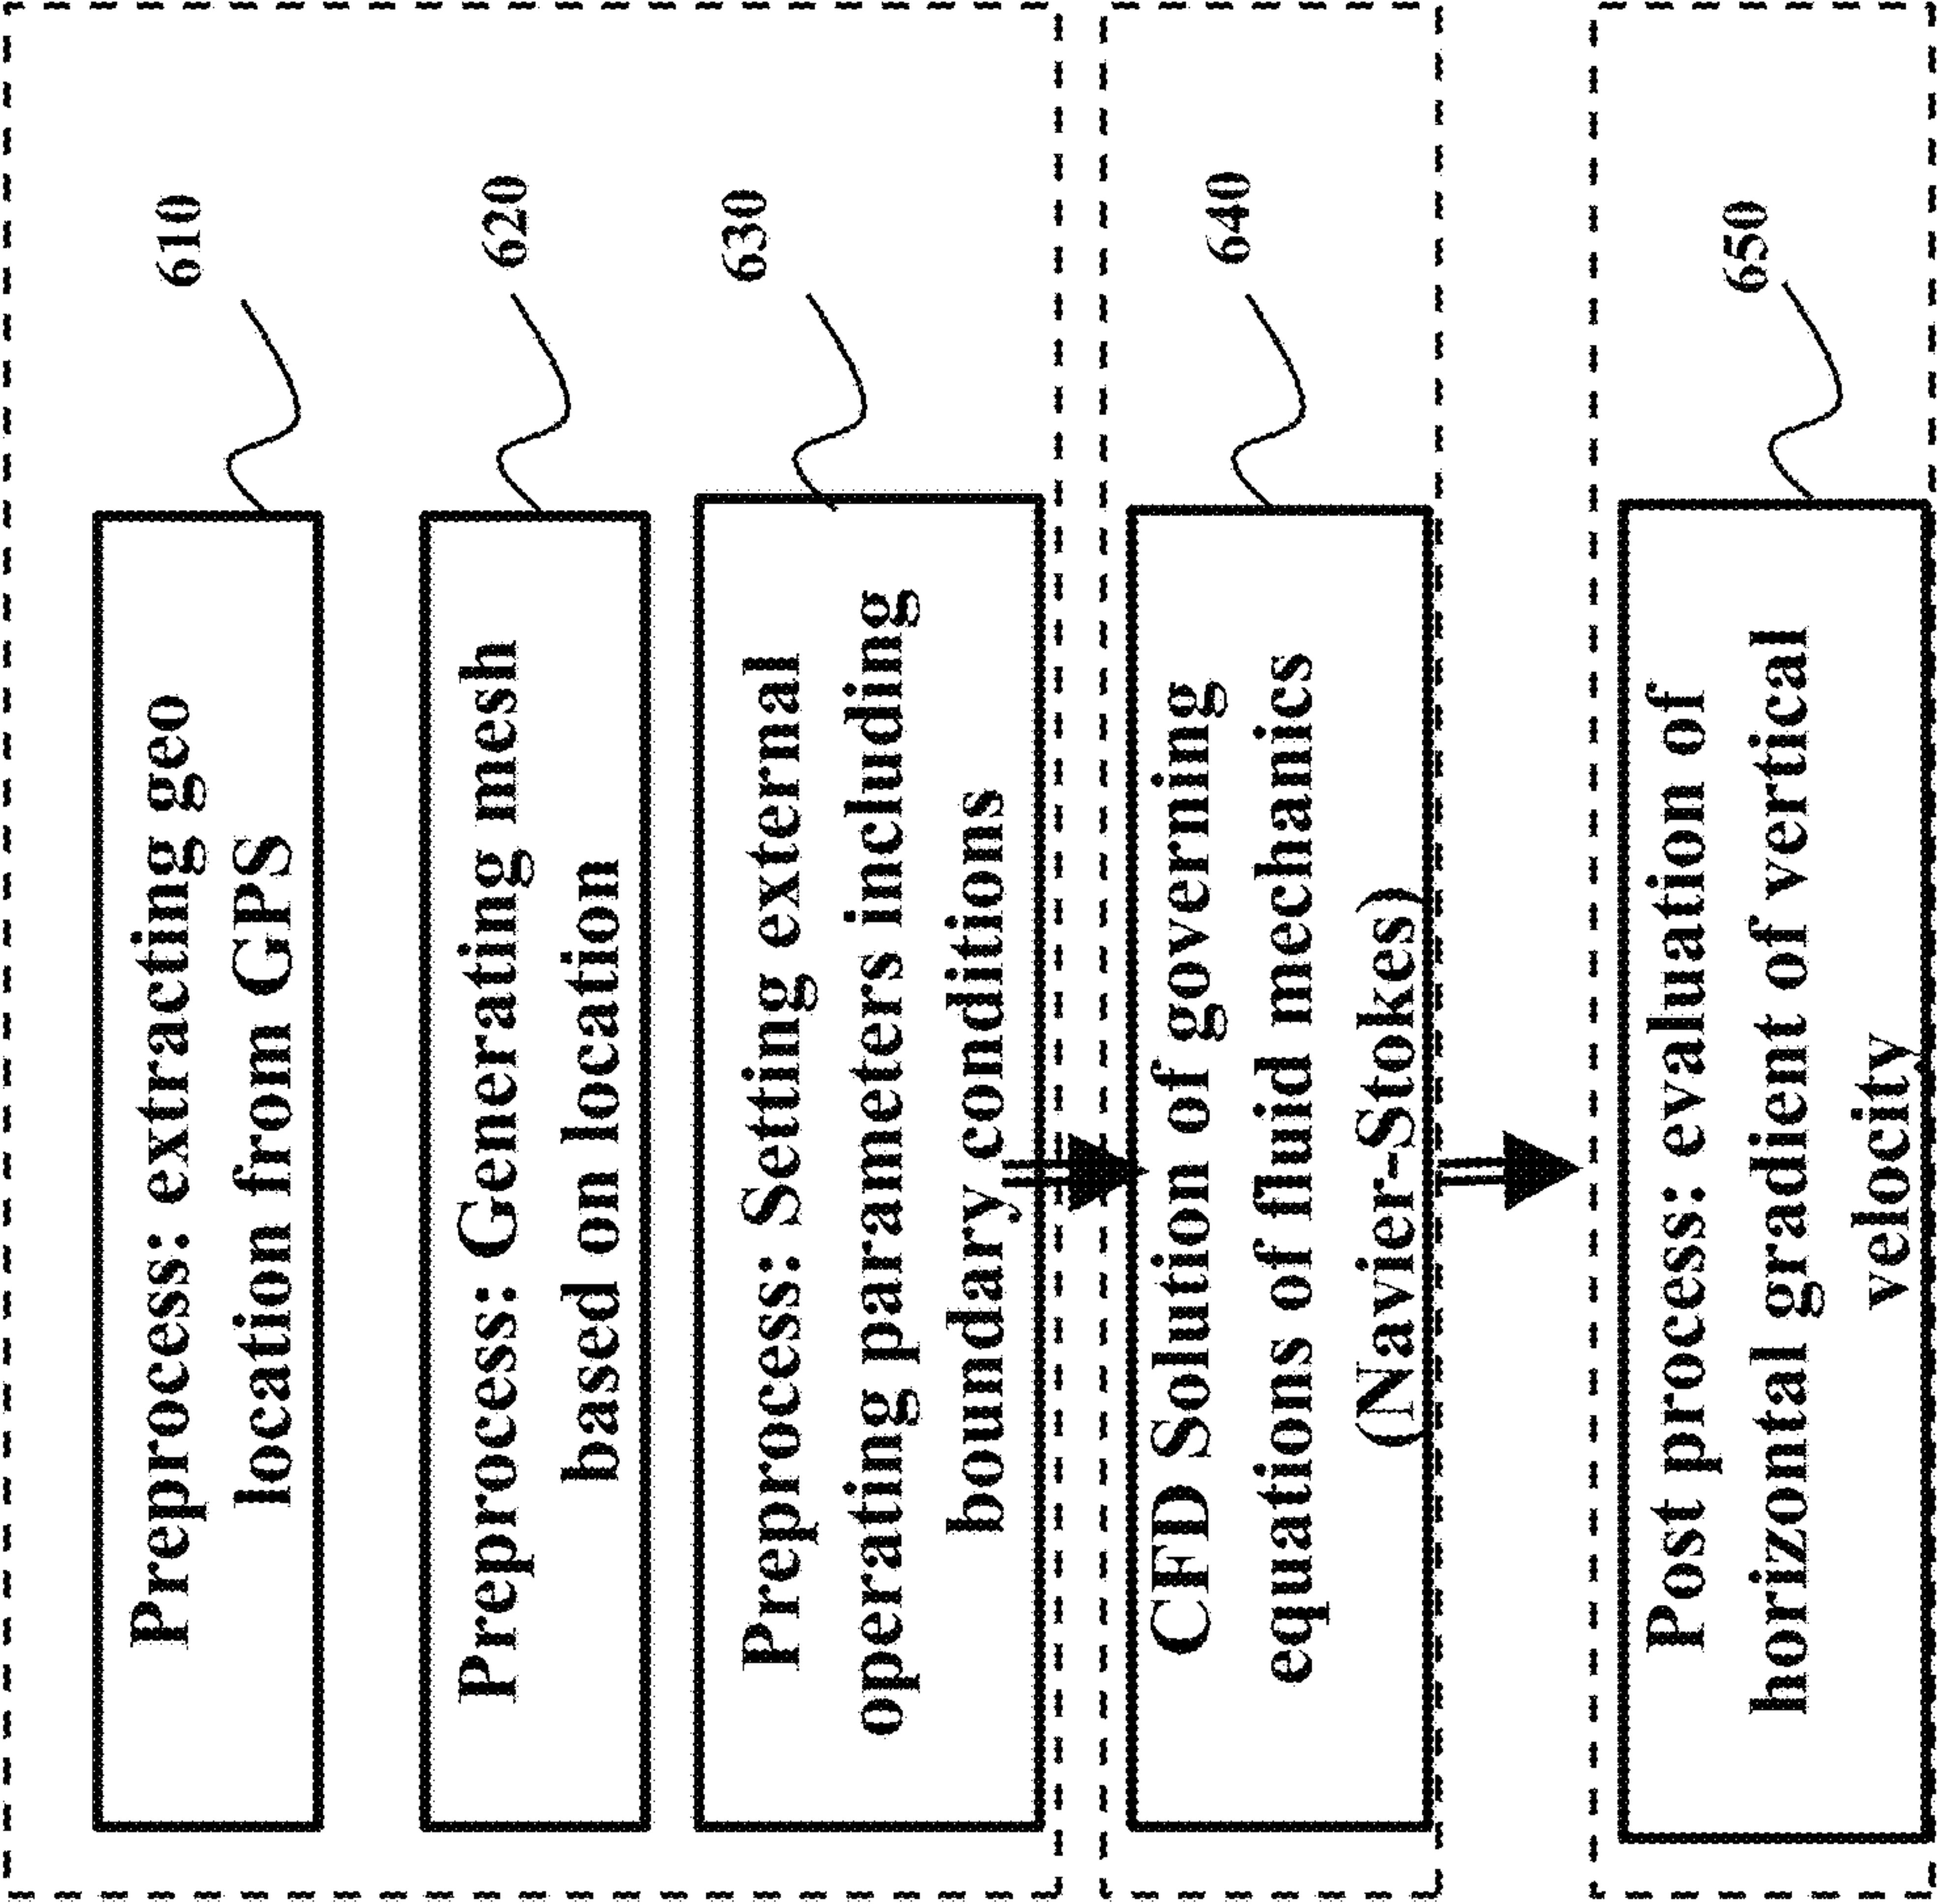 Preprocess: extracting geo
location from GPS
610
Preprocess: Generating mesh
based on location
620
Preprocess: Setting external
operating parameters including
boundary conditions
630
CFD Solution of governing
equations of fluid mechanics
(Navier-Stokes)
640
Post process: evaluation of
horizontal gradient of vertical
velocity
650